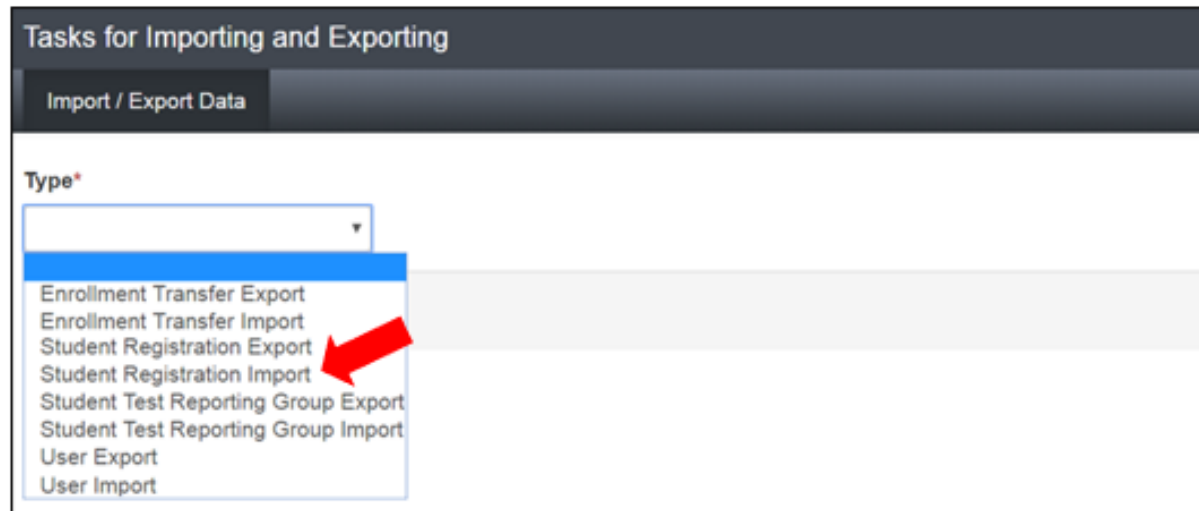 Tasks for Importing and Exporting
Import / Export Data
Type*
Enrollment Transfer Export
Enrollment Transfer Import
Student Registration Export
Student Registration Import
Student Test Reporting Group Export
Student Test Reporting Group Import
User Export
User Import